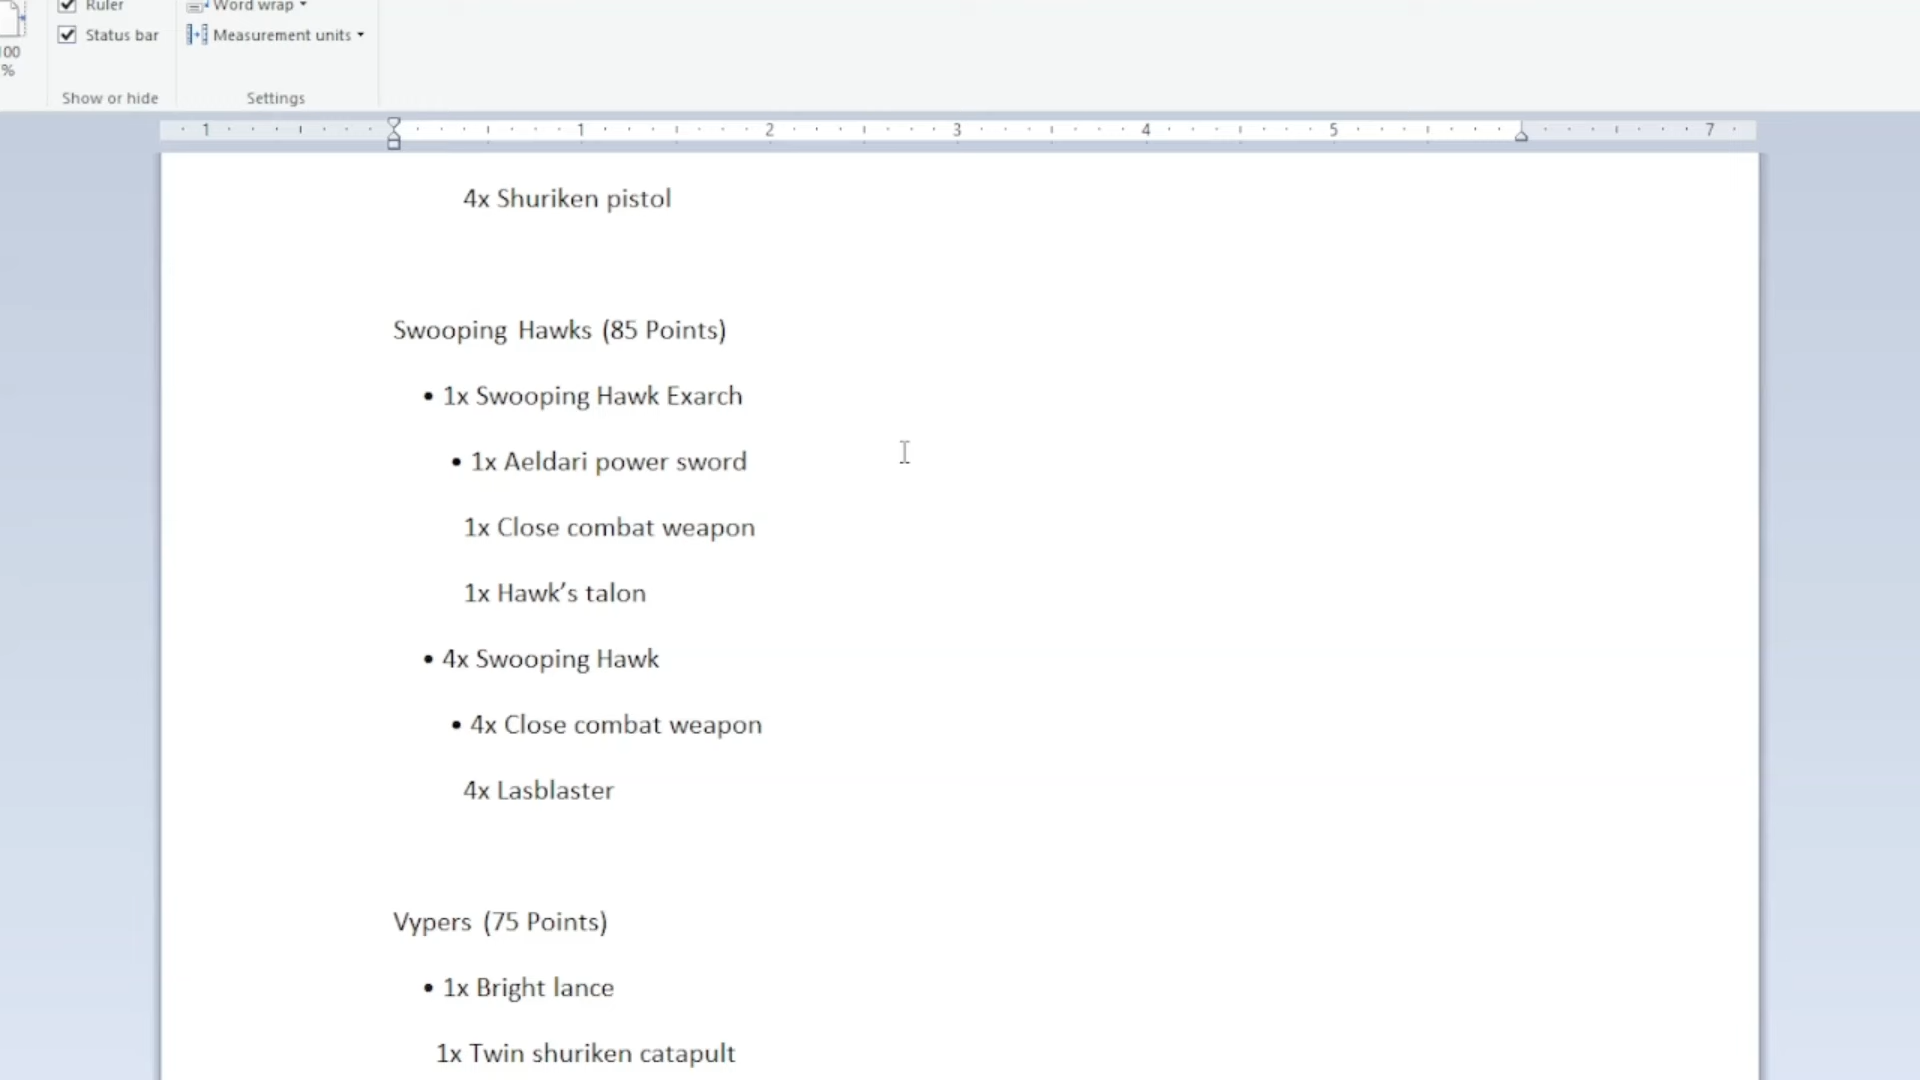 Ruler
Word wrap
Status bar
Measurement units
100
%
Show or hide
Settings
1 1 2 3 4 5 7
4x Shuriken pistol
Swooping Hawks (85 Points)
• 1x Swooping Hawk Exarch
• 1x Aeldari power sword
1x Close combat weapon
1x Hawk’s talon
• 4x Swooping Hawk
• 4x Close combat weapon
4x Lasblaster
Vypers (75 Points)
• 1x Bright lance
1x Twin shuriken catapult